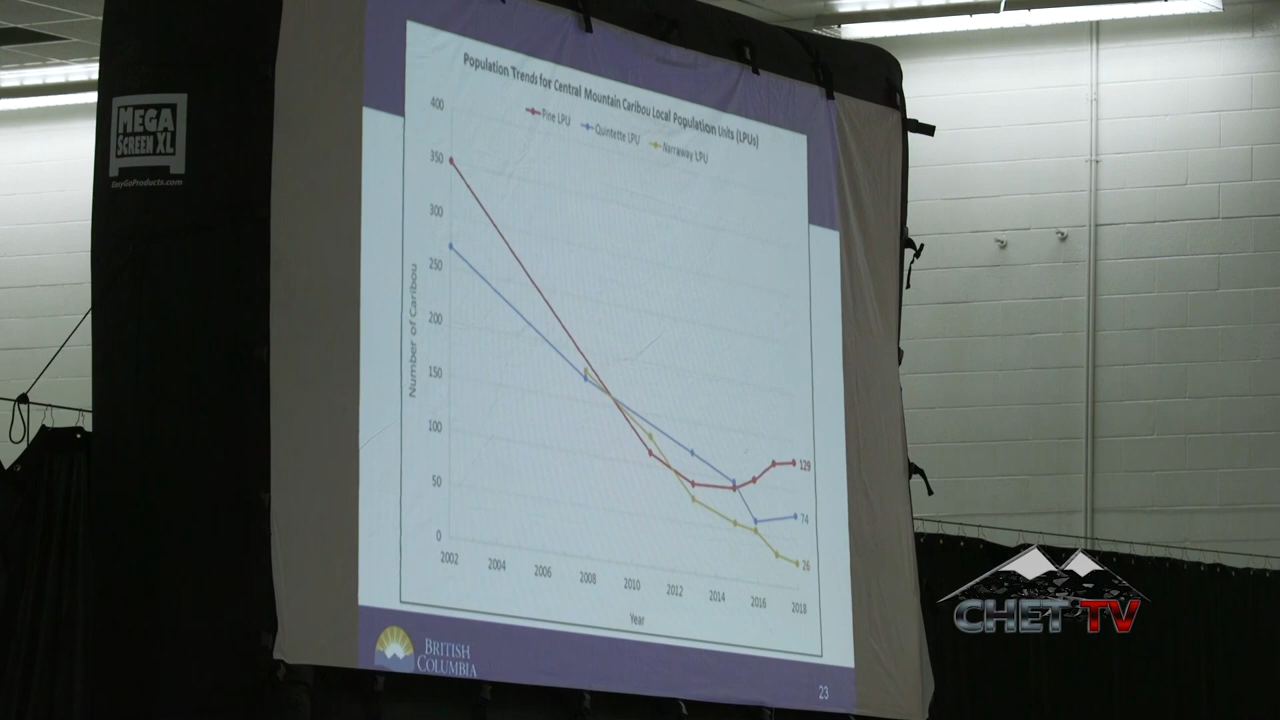 MEGA
SCREEN XL
EasyGoProducts.com
Population Trends for Central Mountain Caribou Local Population Units (LPUs)
Pine LPU
Quintette LPU
Narraway LPU
400
350
300
250
200
150
100
50
0
Number of Caribou
129
74
26
2002
2004
2006
2008
2010
2012
2014
2016
2018
Year
BRITISH
COLUMBIA
23
CHET TV